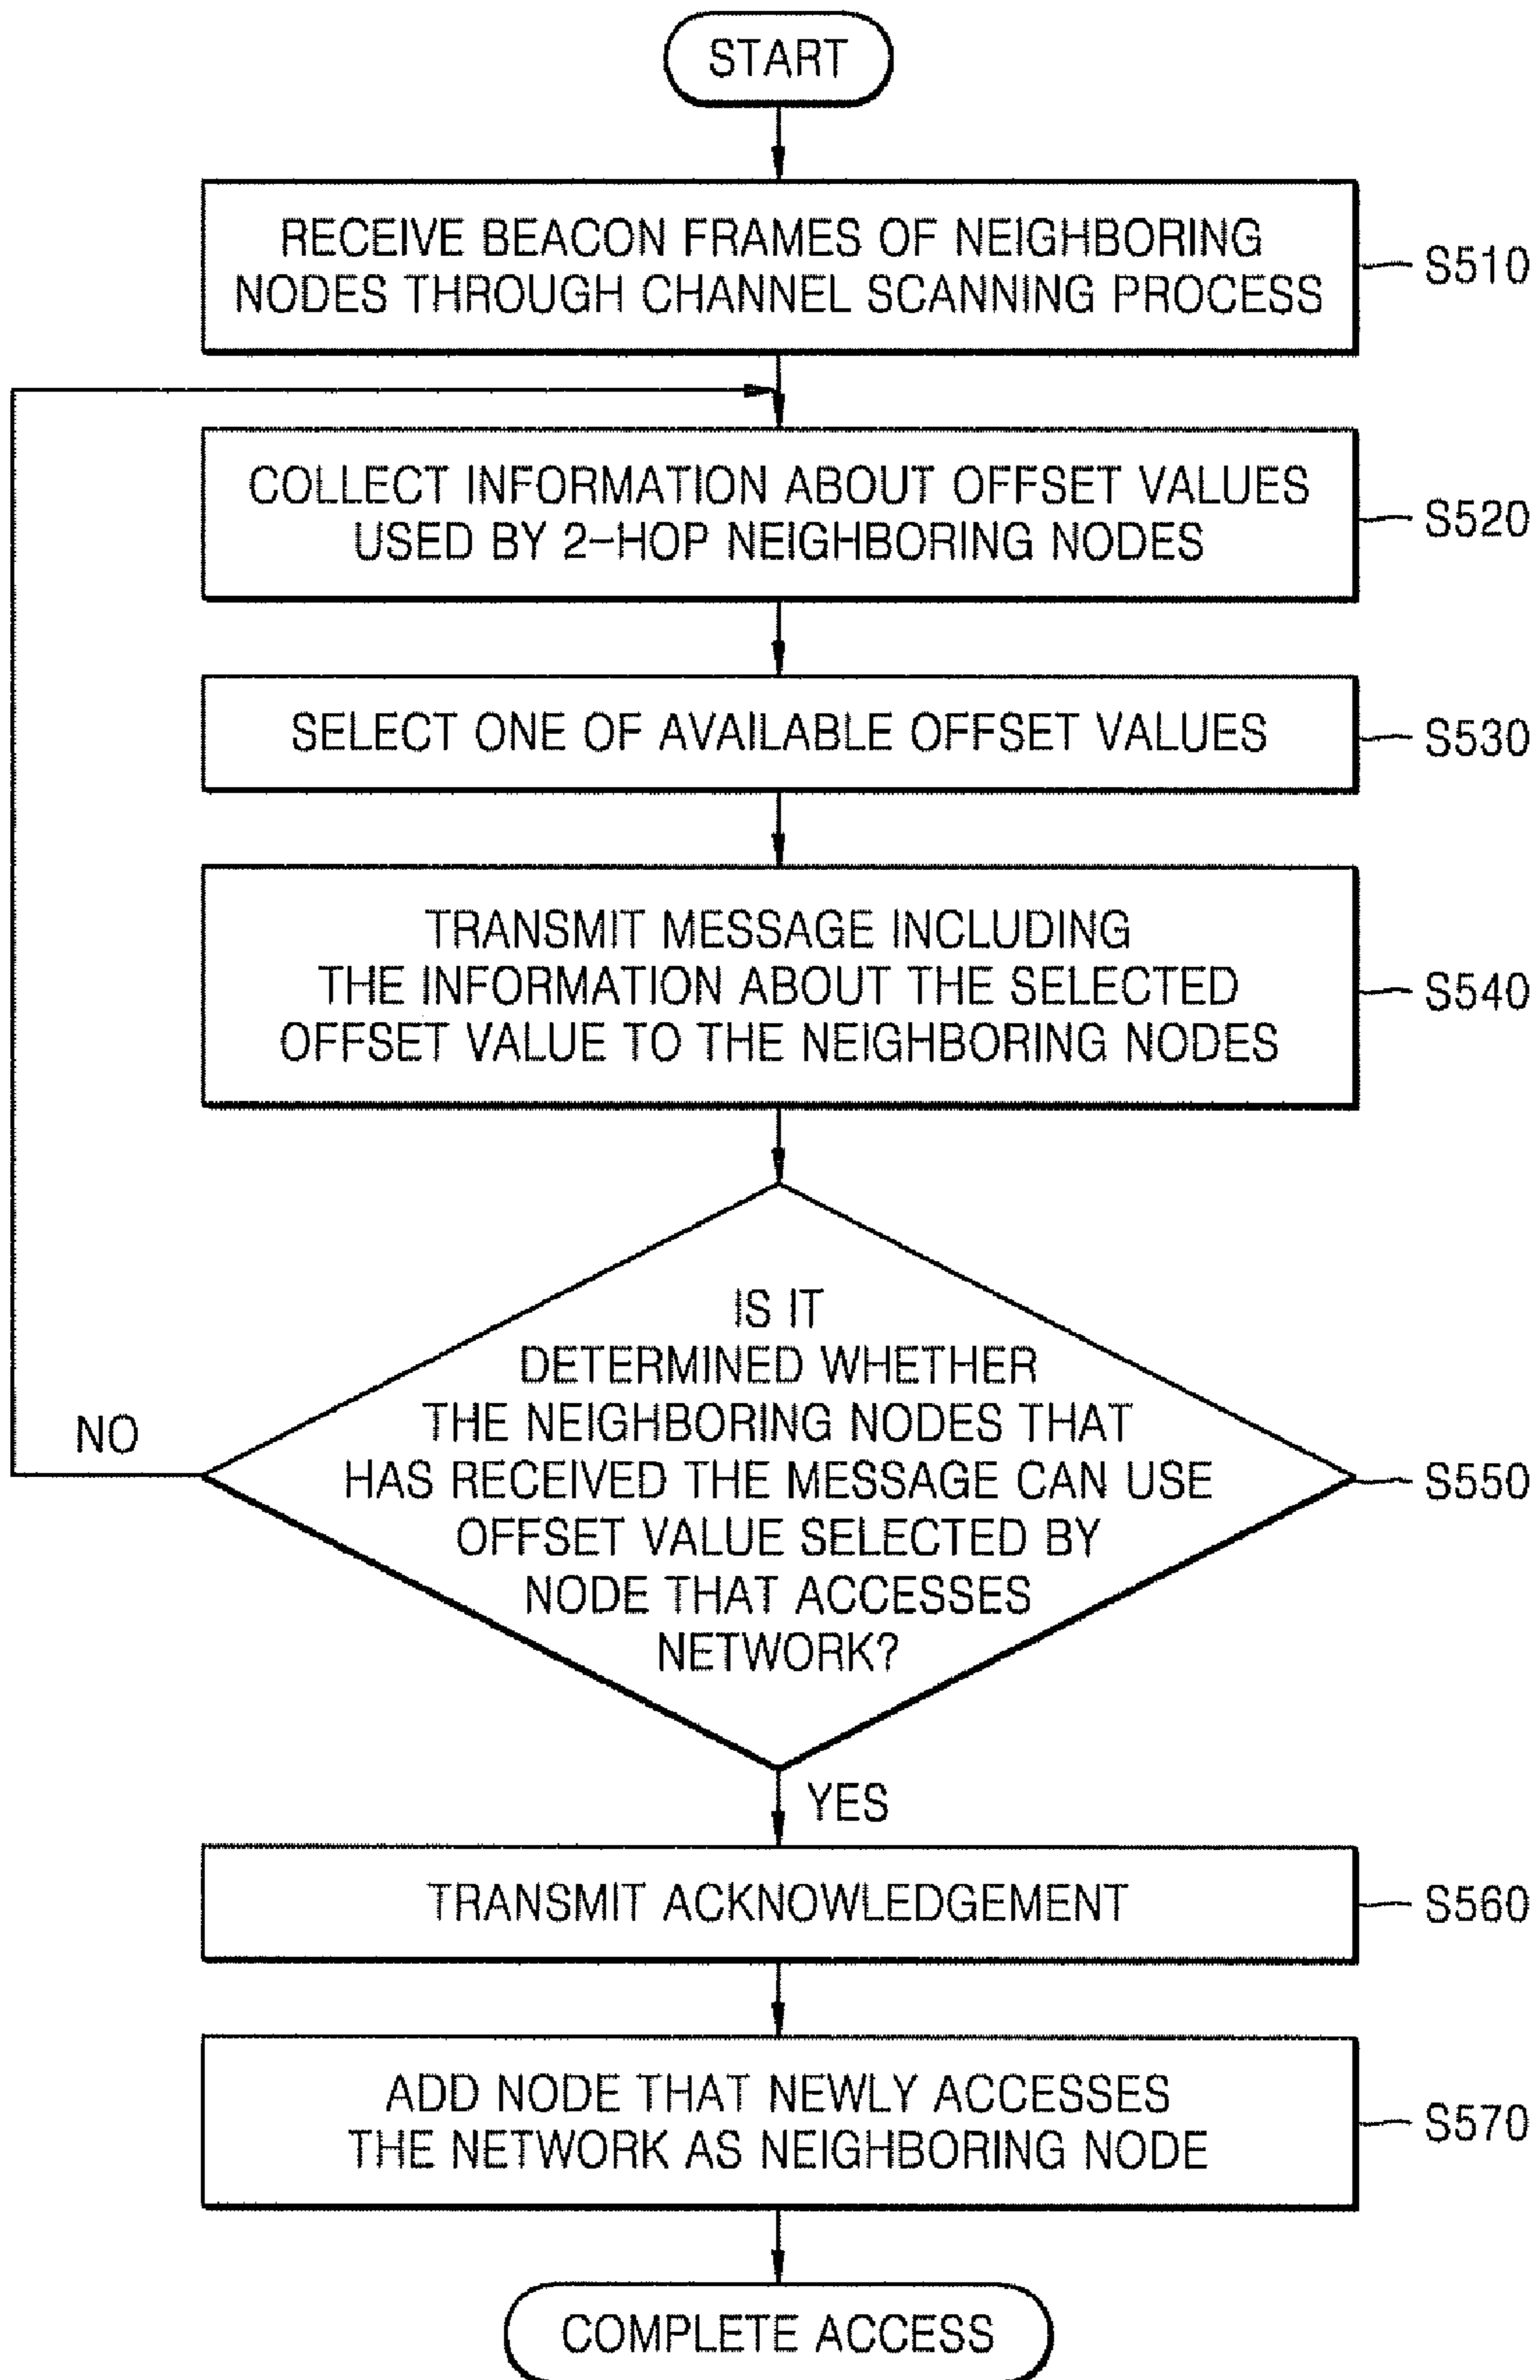 START
RECEIVE BEACON FRAMES OF NEIGHBORING
NODES THROUGH CHANNEL SCANNING PROCESS
S510
COLLECT INFORMATION ABOUT OFFSET VALUES
USED BY 2-HOP NEIGHBORING NODES
S520
SELECT ONE OF AVAILABLE OFFSET VALUES
S530
TRANSMIT MESSAGE INCLUDING
THE INFORMATION ABOUT THE SELECTED
OFFSET VALUE TO THE NEIGHBORING NODES
S540
IS IT
DETERMINED WHETHER
THE NEIGHBORING NODES THAT
HAS RECEIVED THE MESSAGE CAN USE
OFFSET VALUE SELECTED BY
NODE THAT ACCESSES
NETWORK?
NO
S550
YES
TRANSMIT ACKNOWLEDGEMENT
S560
ADD NODE THAT NEWLY ACCESSES
THE NETWORK AS NEIGHBORING NODE
S570
COMPLETE ACCESS